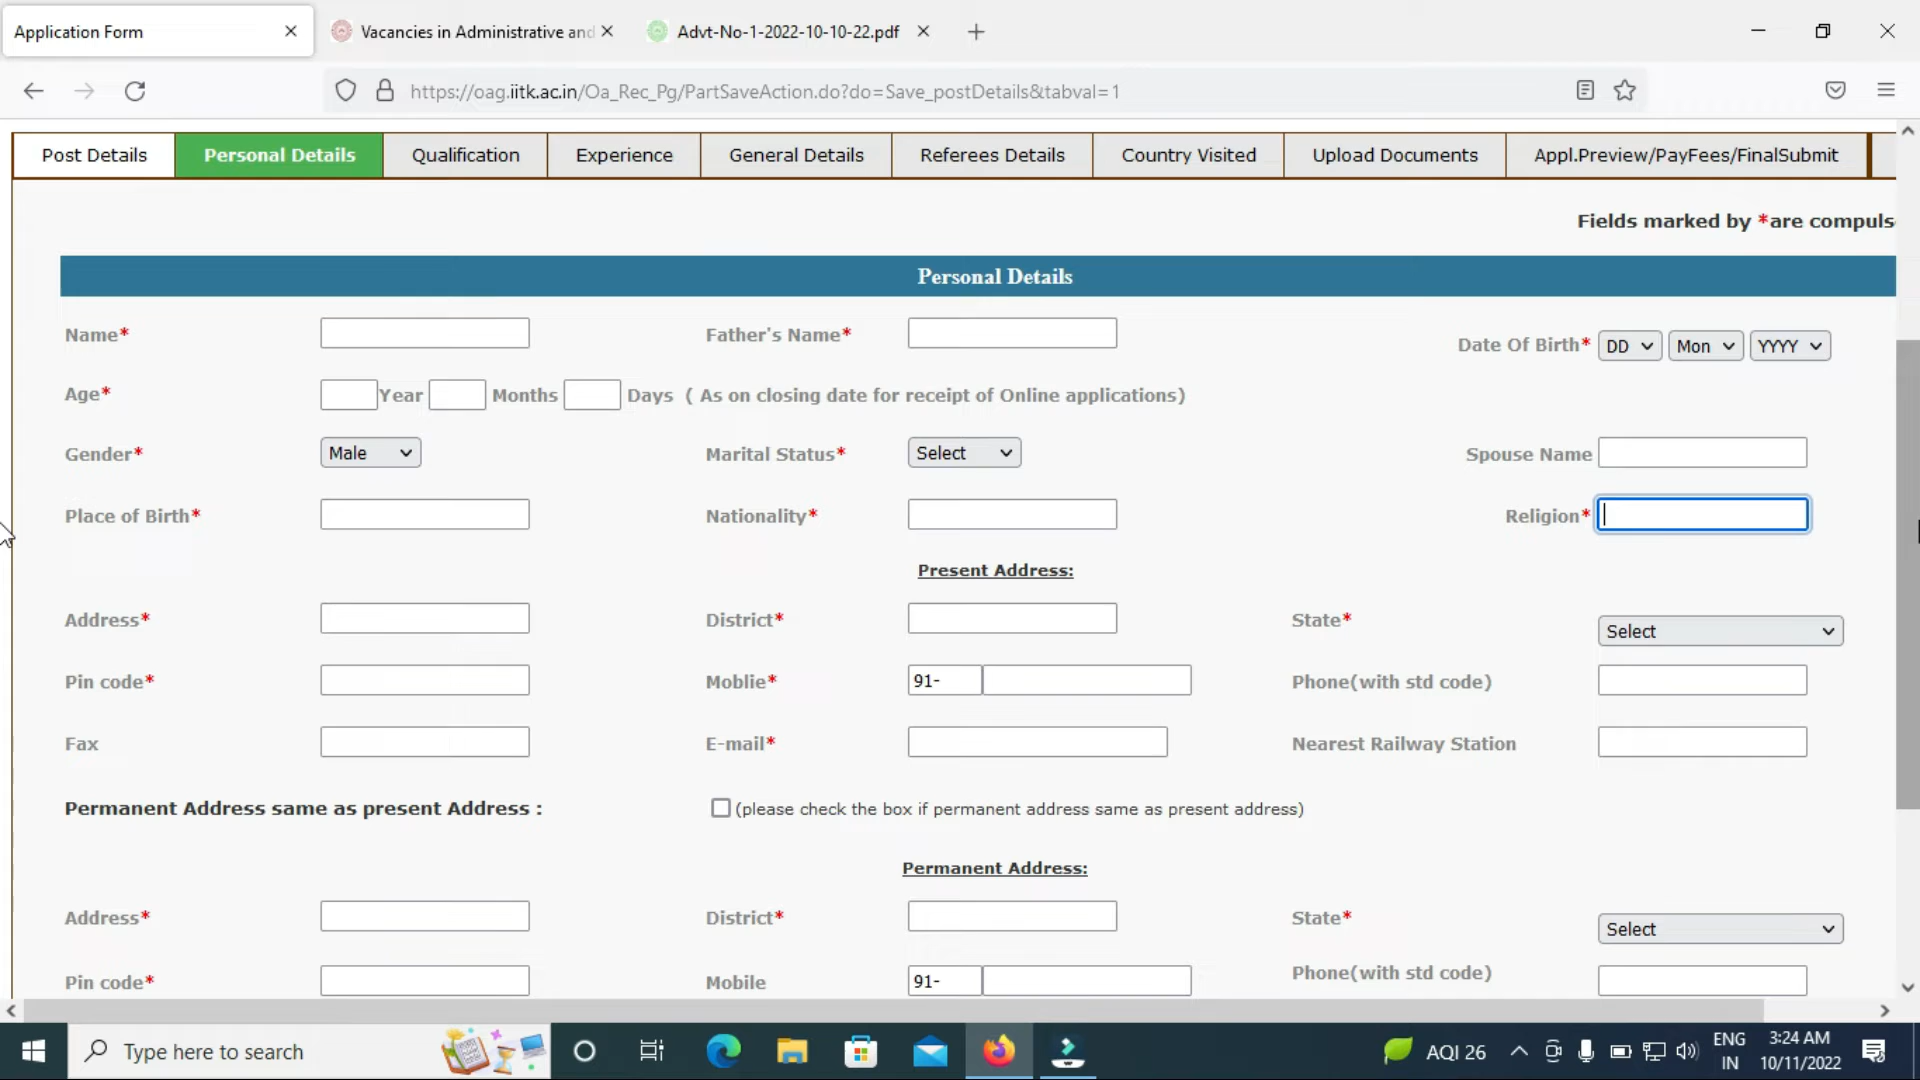 Application Form
Vacancies in Administrative and
Advt-No-1-2022-10-10-22.pdf
https://oag.iitk.ac.in/Oa_Rec_Pg/PartSaveAction.do?do=Save_postDetails&tabval=1
Post Details Personal Details Qualification Experience General Details Referees Details Country Visited Upload Documents Appl.Preview/PayFees/FinalSubmit
Fields marked by *are compuls
Personal Details
Name* Father's Name* Date Of Birth* DD Mon YYYY
Age* Year Months Days ( As on closing date for receipt of Online applications)
Gender* Male Marital Status* Select Spouse Name
Place of Birth* Nationality* Religion*
Present Address:
Address* District* State* Select
Pin code* Moblie* 91- Phone(with std code)
Fax E-mail* Nearest Railway Station
Permanent Address same as present Address : (please check the box if permanent address same as present address)
Permanent Address:
Address* District* State* Select
Pin code* Mobile 91- Phone(with std code)
Type here to search
AQI 26
ENG
IN
3:24 AM
10/11/2022